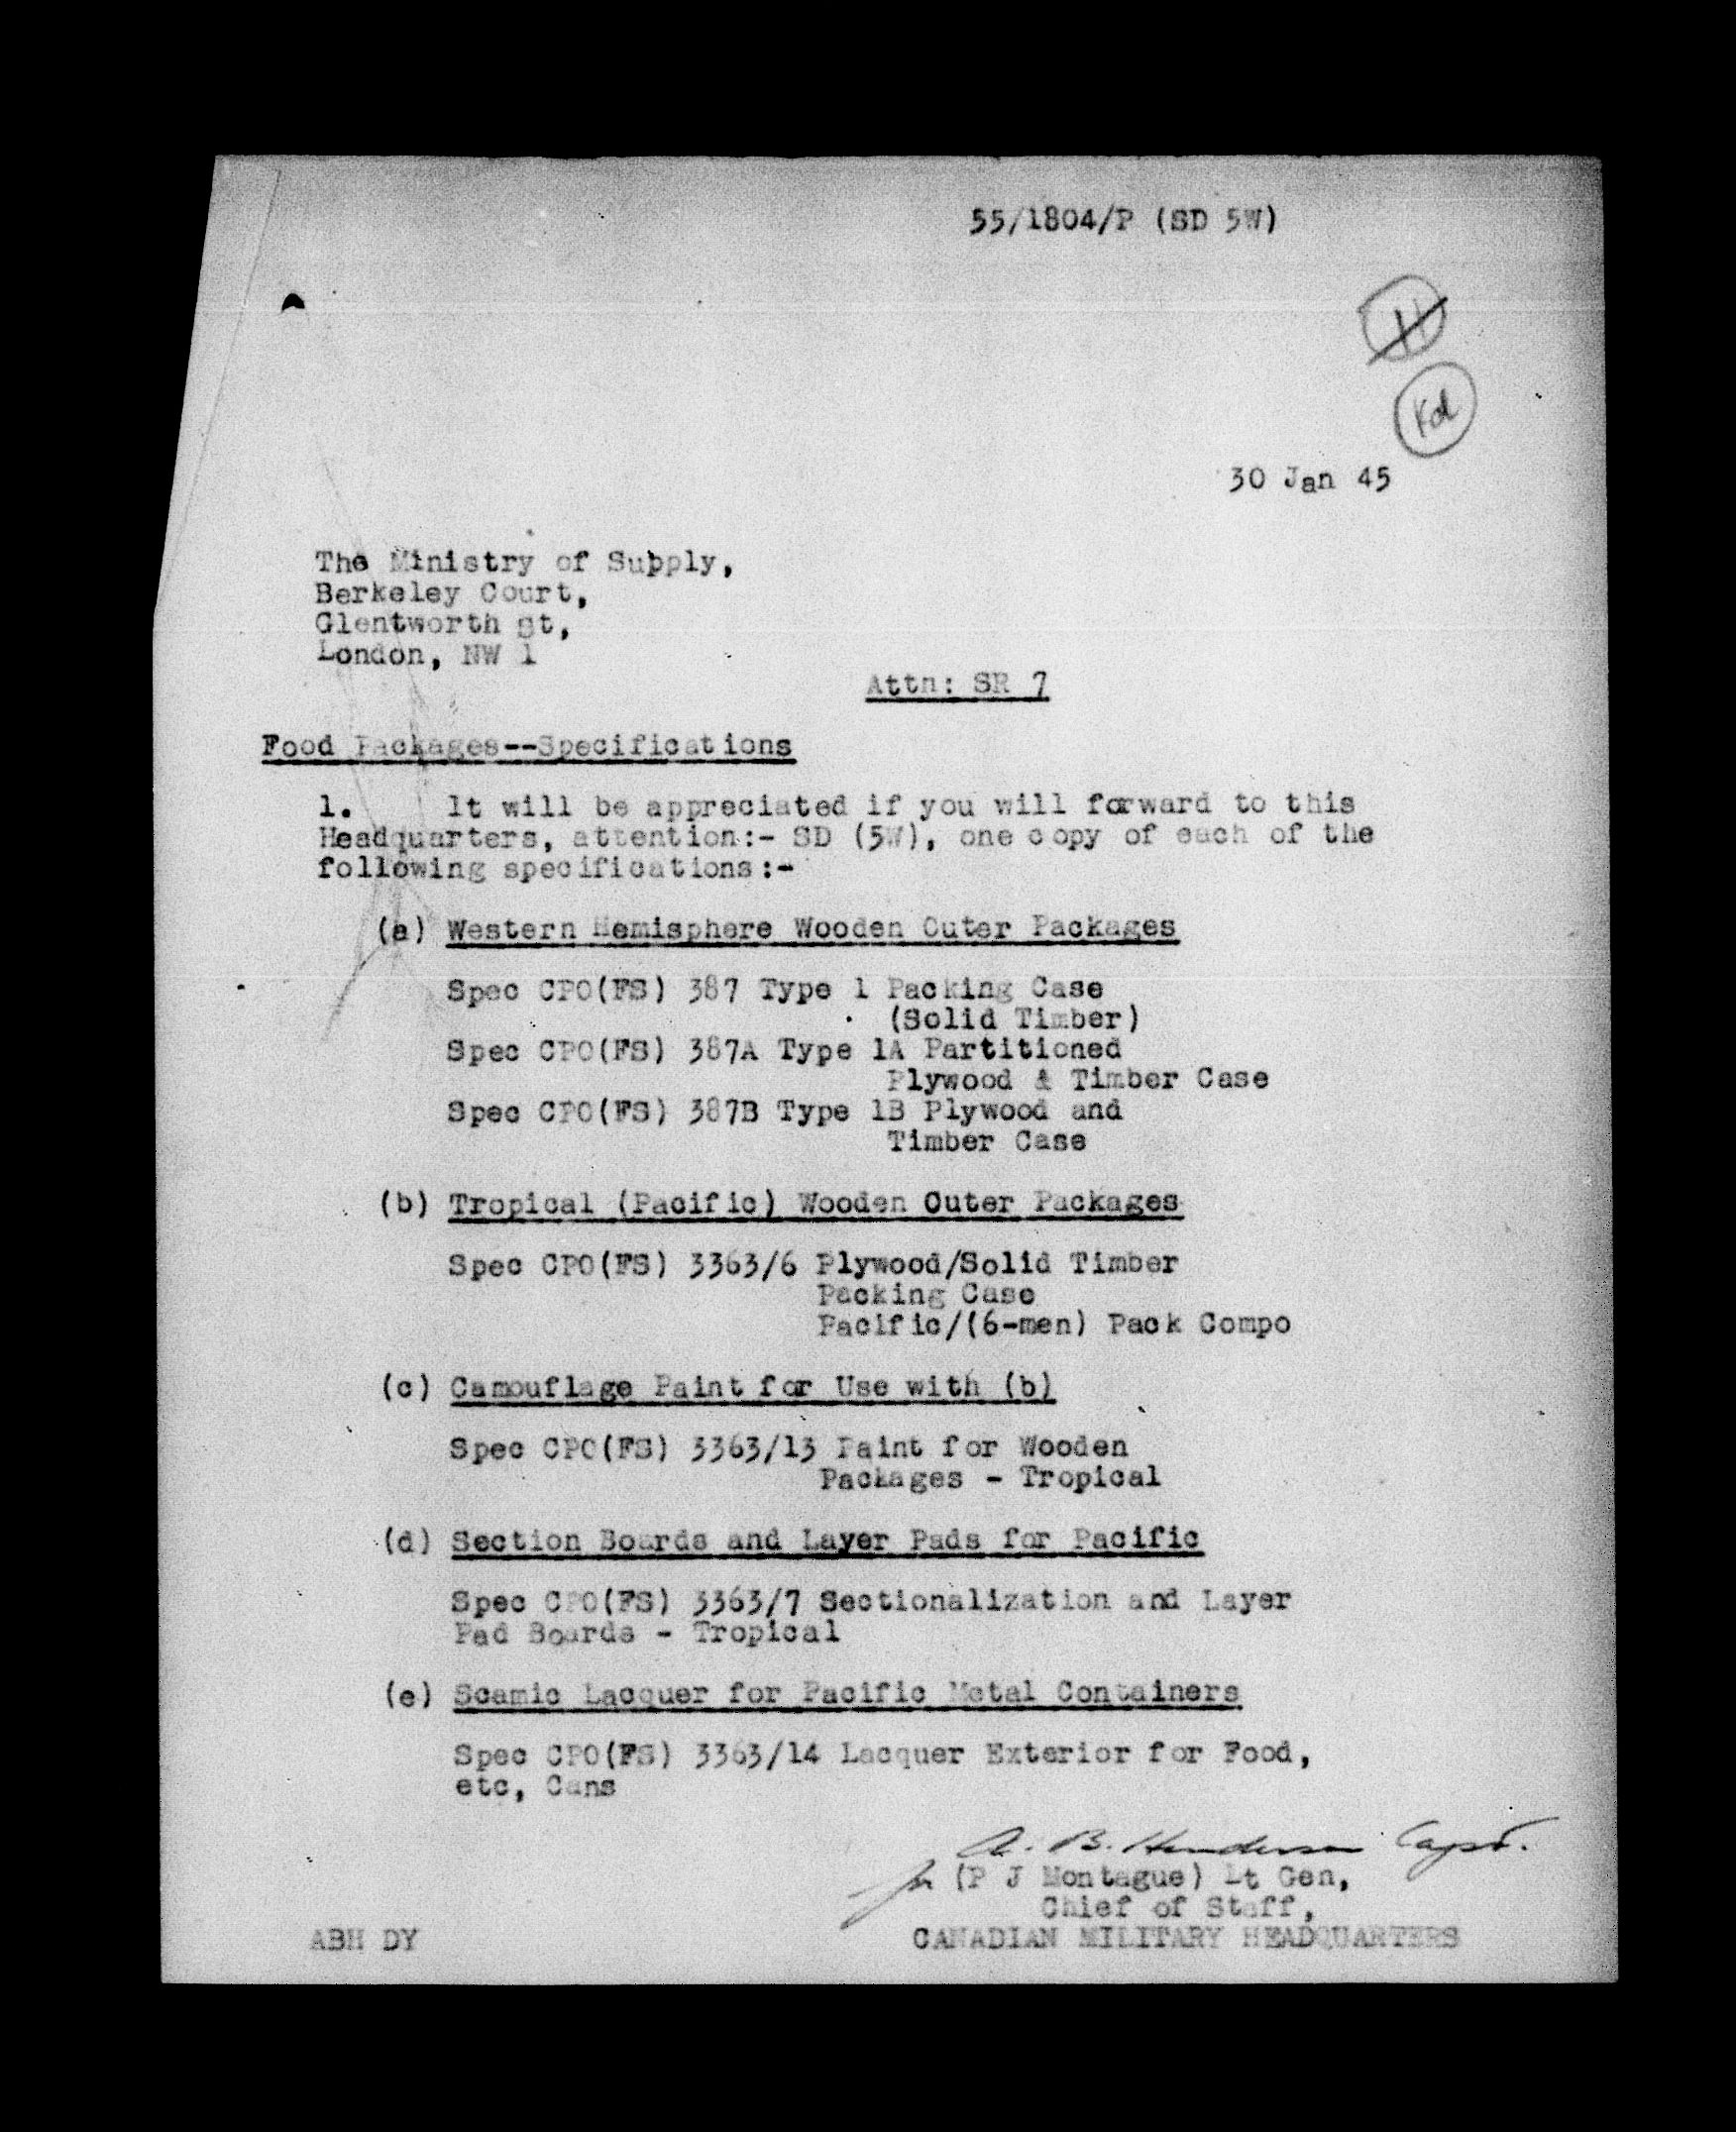 55/1804/P (SD 5W)
30 Jan 45
The Ministry of Supply,
Berkeley Court,
Glentworth st,
London, NW 1
Attn: SR 7
Food Packages--Specifications
1. It will be appreciated if you will forward to this
Headquarters, attention:- SD (5W), one copy of each of the
following specifications:-
(a) Western Hemisphere Wooden Outer Packages
Spec CPO(FS) 387 Type 1 Packing Case
(Solid Timber)
Spec CPO(FS) 387A Type 1A Partitioned
Plywood & Timber Case
Spec CPO(FS) 387B Type 1B Plywood and
Timber Case
(b) Tropical (Pacific) Wooden Outer Packages
Spec CPO(FS) 3363/6 Plywood/Solid Timber
Packing Case
Pacific/(6-men) Pack Compo
(c) Camouflage Paint for Use with (b)
Spec CPO(FS) 3363/13 Paint for Wooden
Packages - Tropical
(d) Section Boards and Layer Pads for Pacific
Spec CPO(FS) 3363/7 Sectionalization and Layer
Pad Boards - Tropical
(e) Scamic Lacquer for Pacific Metal Containers
Spec CPO(FS) 3363/14 Lacquer Exterior for Food,
etc, Cans
A. B. Henderson Capt.
for (P J Montague) Lt Gen,
Chief of Staff,
ABH DY CANADIAN MILITARY HEADQUARTERS